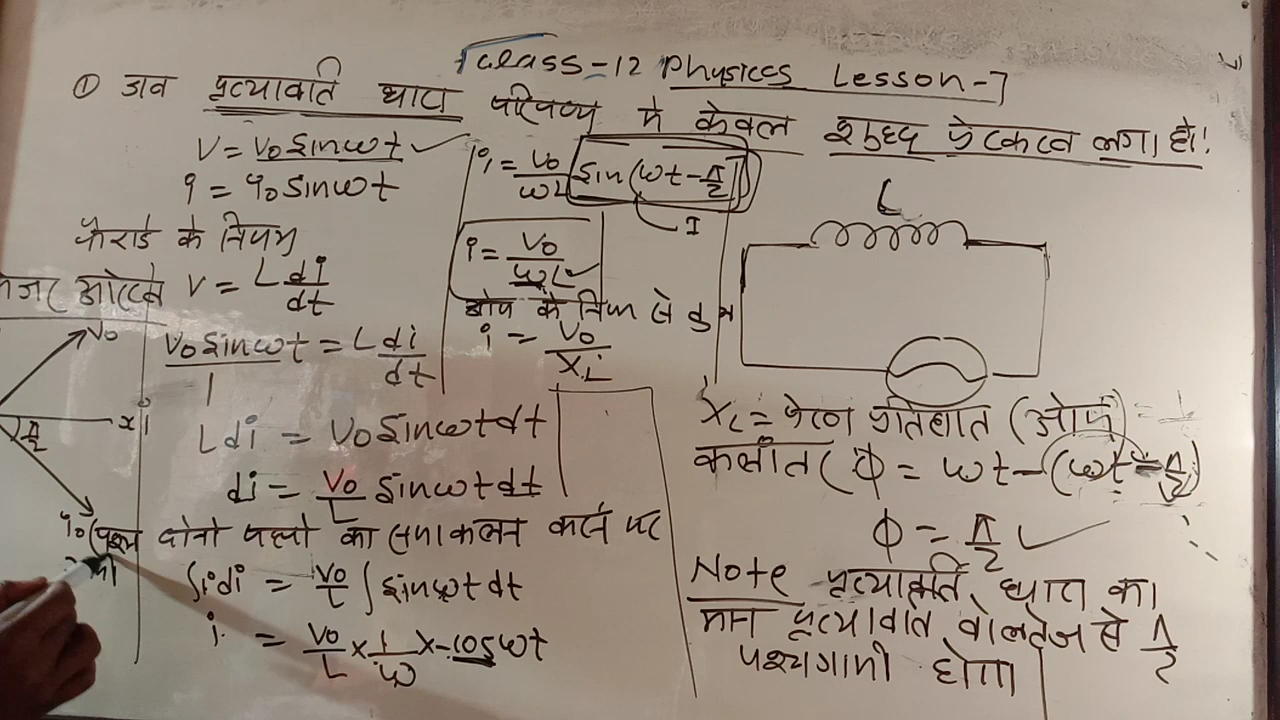 Class-12 Physics Lesson-7
① जब प्रत्यावर्ति धारा परिपथ मे केवल शुद्ध प्रेरकत्व लगा हो!
V = V₀ sinωt
i = i₀ sinωt
फैराडे के नियम
V = L di/dt
V₀ sinωt = L di/dt
L di = V₀ sinωt dt
di = V₀/L sinωt dt
दोनो पक्षो का समाकलन करने पर
∫di = V₀/L ∫sinωt dt
i = V₀/L × 1/ω × -cosωt
V₀
x
π/2
i₀
i = V₀/ωL sin(ωt - π/2)
I
i = V₀/ωL
ओम के नियम से
i = V₀/X_L
L
X_L = प्रेरण प्रतिघात (ओम)
कलांतर ϕ = ωt - (ωt - π/2)
ϕ = π/2
Note प्रत्यावर्ति धारा का
मान प्रत्यावर्ति वोल्तेज से π/2
पश्चगामी होगा